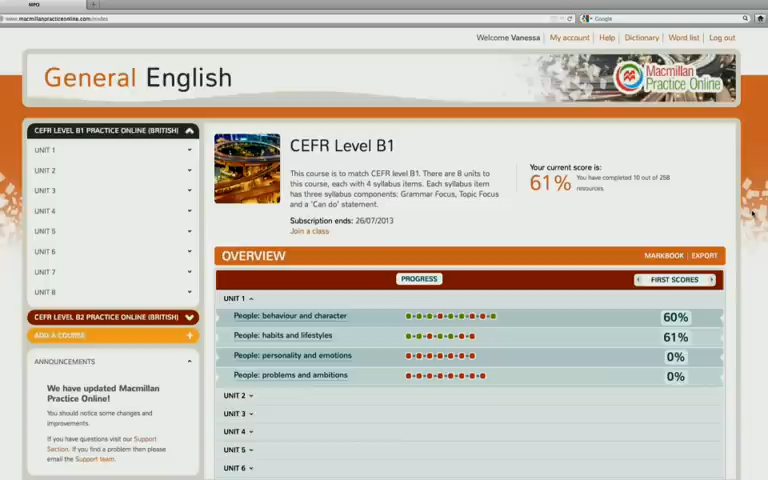 MPO
www.macmillanpracticeonline.com/nodes
Google
Welcome Vanessa
My account
Help
Dictionary
Word list
Log out
General English
Macmillan
Practice Online
CEFR LEVEL B1 PRACTICE ONLINE (BRITISH)
UNIT 1
UNIT 2
UNIT 3
UNIT 4
UNIT 5
UNIT 6
UNIT 7
UNIT 8
CEFR LEVEL B2 PRACTICE ONLINE (BRITISH)
ADD A COURSE
ANNOUNCEMENTS
We have updated Macmillan
Practice Online!
You should notice some changes and
improvements.
If you have questions visit our Support
Section. If you find a problem then please
email the Support team.
CEFR Level B1
This course is to match CEFR level B1. There are 8 units to
this course, each with 4 syllabus items. Each syllabus item
has three syllabus components: Grammar Focus, Topic Focus
and a 'Can do' statement.
Subscription ends: 26/07/2013
Join a class
Your current score is:
61% You have completed 10 out of 258
resources.
OVERVIEW
MARKBOOK EXPORT
PROGRESS
FIRST SCORES
UNIT 1
People: behaviour and character 60%
People: habits and lifestyles 61%
People: personality and emotions 0%
People: problems and ambitions 0%
UNIT 2
UNIT 3
UNIT 4
UNIT 5
UNIT 6